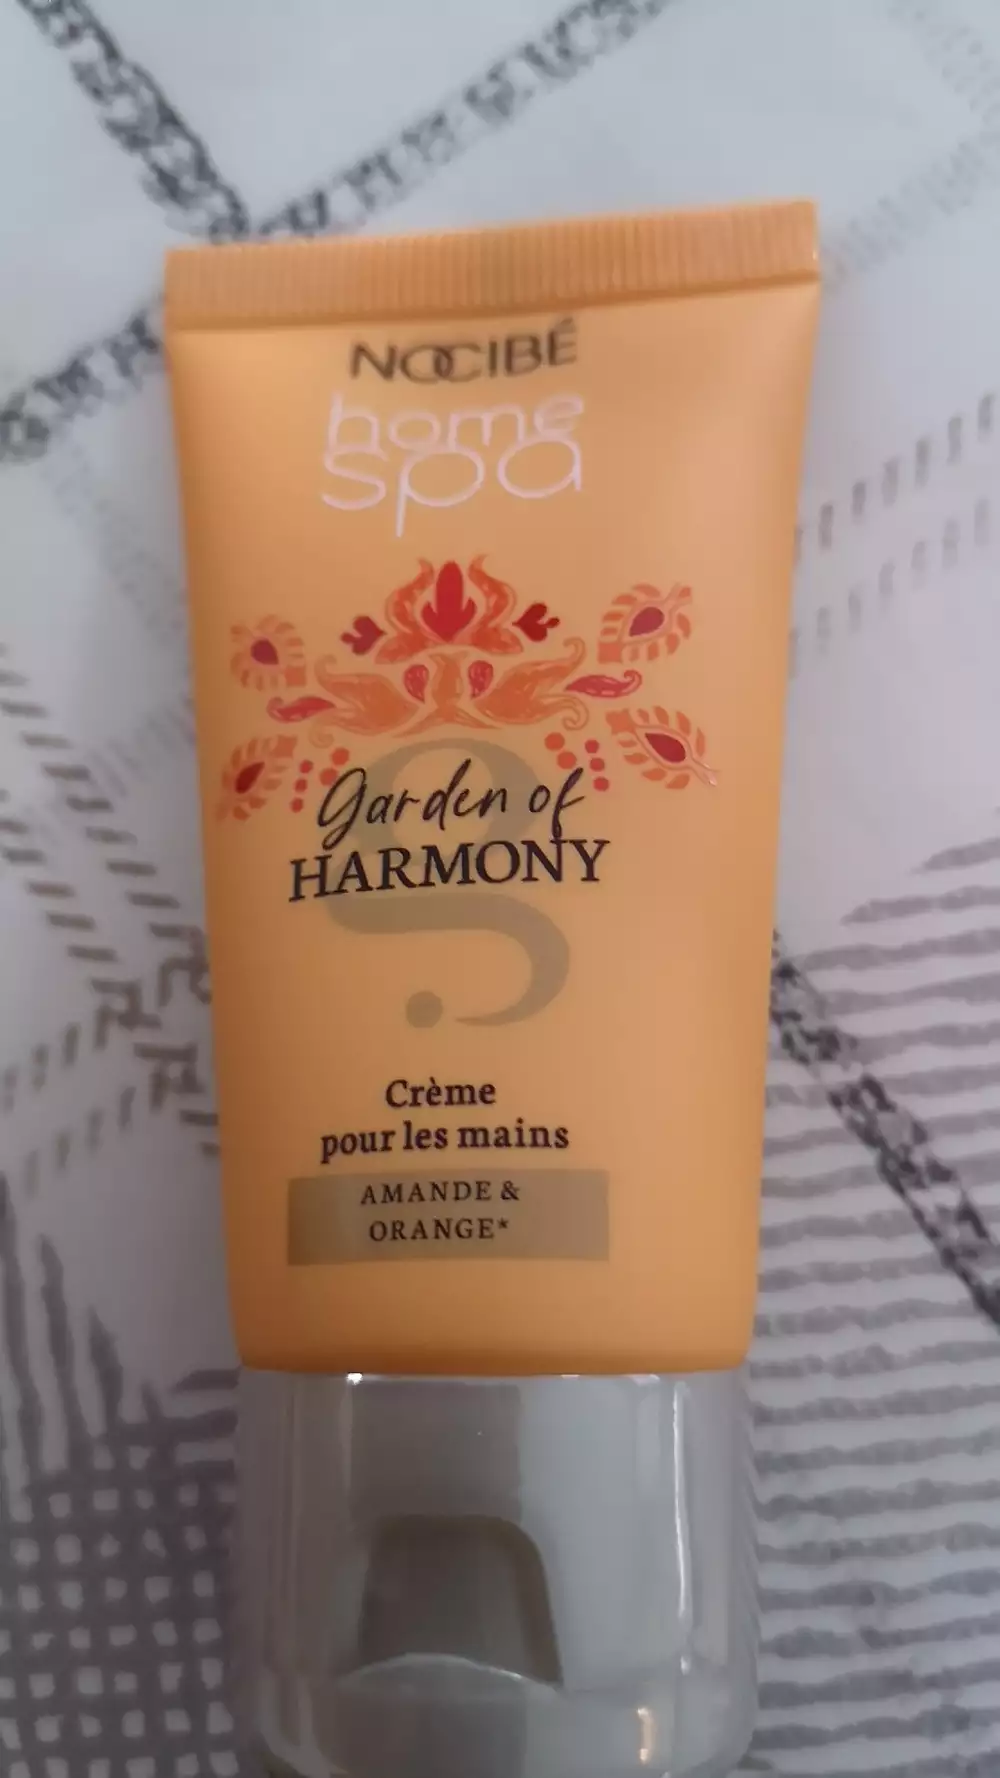 NOCIBÉ
home
spa
garden of
HARMONY
g
Crème
pour les mains
AMANDE &
ORANGE*